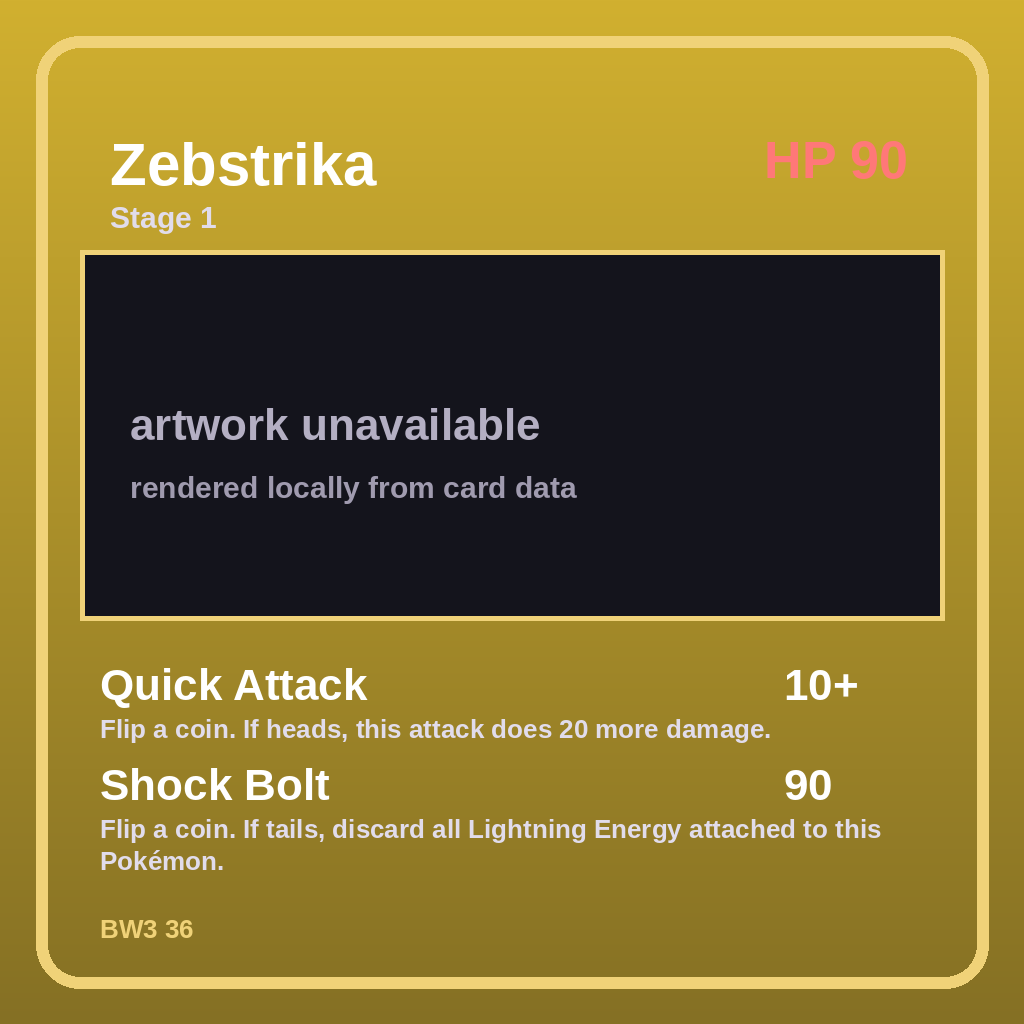 Zebstrika
HP 90
Stage 1
artwork unavailable
rendered locally from card data
Quick Attack 10+
Flip a coin. If heads, this attack does 20 more damage.
Shock Bolt 90
Flip a coin. If tails, discard all Lightning Energy attached to this
Pokémon.
BW3 36